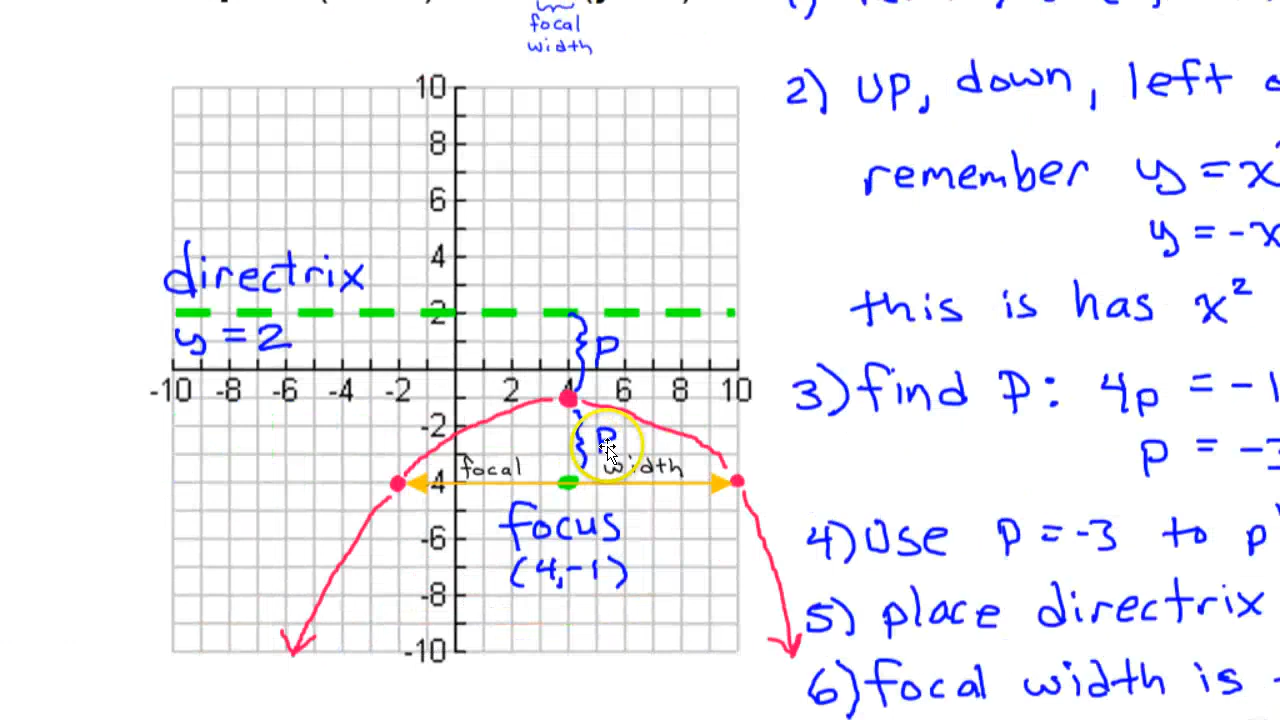 focal
width
2) UP, down, left
remember y = x
y = -x
this is has x²
3) find P: 4p = -1
p = -3
4) Use p = -3 to
5) place directrix
6) focal width is
10
8
6
4
2
directrix
y = 2
P
-10 -8 -6 -4 -2 2 4 6 8 10
-2
P
focal width
-4
focus
-6
(4,-1)
-8
-10